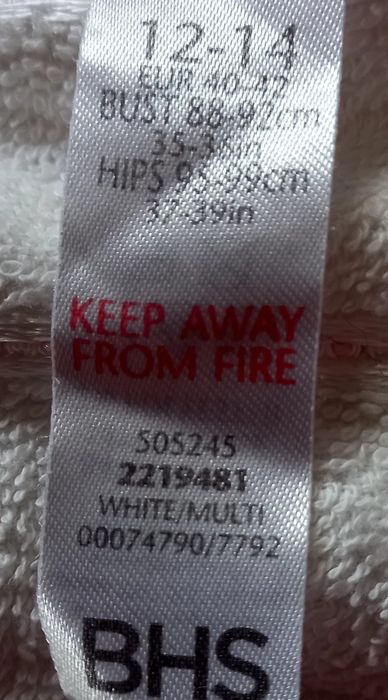 12-14
EUR 40-42
BUST 88-92cm
35-36in
HIPS 95-99cm
37-39in
KEEP AWAY
FROM FIRE
505245
2219481
WHITE/MULTI
00074790/7792
BHS